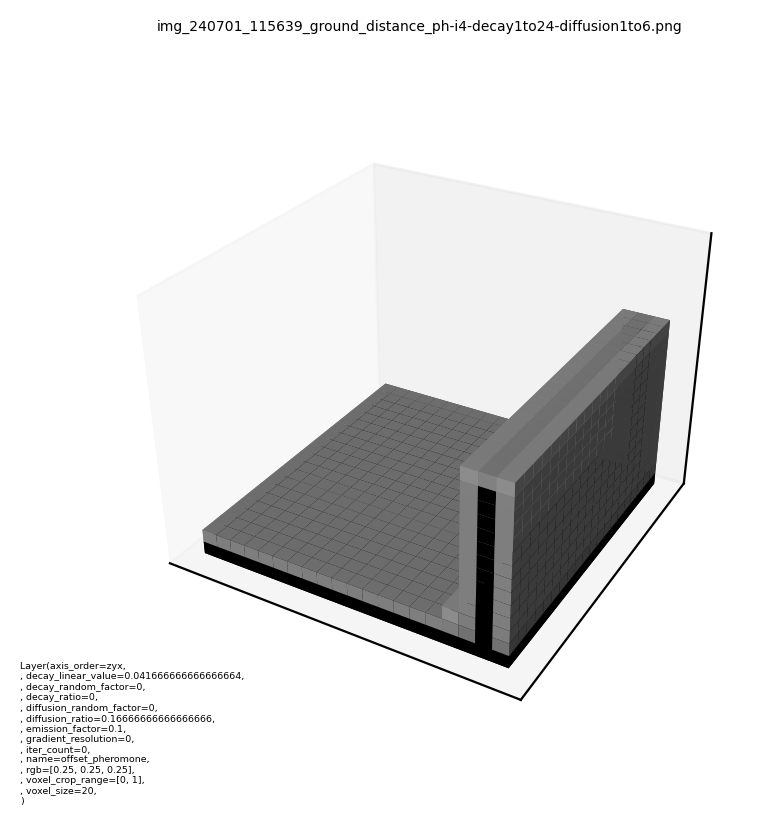 img_240701_115639_ground_distance_ph-i4-decay1to24-diffusion1to6.png
Layer(axis_order=zyx,
, decay_linear_value=0.041666666666666664,
, decay_random_factor=0,
, decay_ratio=0,
, diffusion_random_factor=0,
, diffusion_ratio=0.16666666666666666,
, emission_factor=0.1,
, gradient_resolution=0,
, iter_count=0,
, name=offset_pheromone,
, rgb=[0.25, 0.25, 0.25],
, voxel_crop_range=[0, 1],
, voxel_size=20,
)